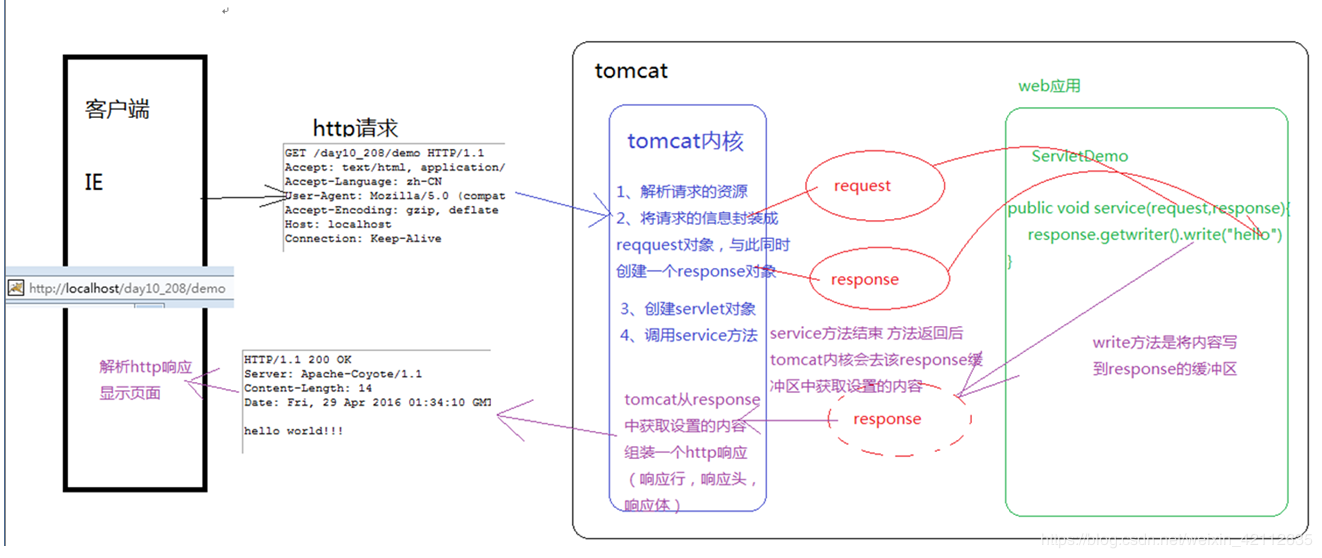 客户端
IE
http://localhost/day10_208/demo
解析http响应
显示页面
http请求
GET /day10_208/demo HTTP/1.1
Accept: text/html, application/
Accept-Language: zh-CN
User-Agent: Mozilla/5.0 (compat
Accept-Encoding: gzip, deflate
Host: localhost
Connection: Keep-Alive
HTTP/1.1 200 OK
Server: Apache-Coyote/1.1
Content-Length: 14
Date: Fri, 29 Apr 2016 01:34:10 GMT
hello world!!!
tomcat
tomcat内核
1、解析请求的资源
2、将请求的信息封装成
reqquest对象，与此同时
创建一个response对象
3、创建servlet对象
4、调用service方法
tomcat从response
中获取设置的内容
组装一个http响应
（响应行，响应头，
响应体）
request
response
service方法结束 方法返回后
tomcat内核会去该response缓
冲区中获取设置的内容
response
web应用
ServletDemo
public void service(request,response){
response.getwriter().write("hello")
}
write方法是将内容写
到response的缓冲区